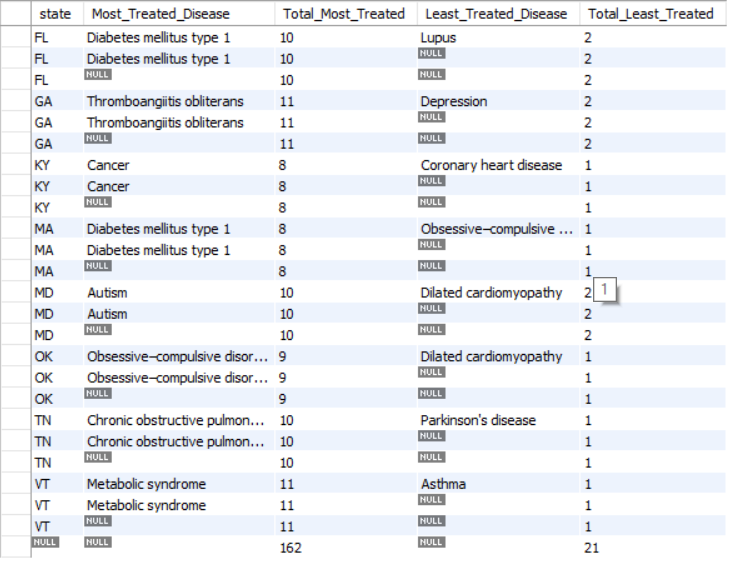 state Most_Treated_Disease Total_Most_Treated Least_Treated_Disease Total_Least_Treated
FL Diabetes mellitus type 1 10 Lupus 2
FL Diabetes mellitus type 1 10 NULL 2
FL NULL 10 NULL 2
GA Thromboangiitis obliterans 11 Depression 2
GA Thromboangiitis obliterans 11 NULL 2
GA NULL 11 NULL 2
KY Cancer 8 Coronary heart disease 1
KY Cancer 8 NULL 1
KY NULL 8 NULL 1
MA Diabetes mellitus type 1 8 Obsessive–compulsive ... 1
MA Diabetes mellitus type 1 8 NULL 1
MA NULL 8 NULL 1
MD Autism 10 Dilated cardiomyopathy 2 1
MD Autism 10 NULL 2
MD NULL 10 NULL 2
OK Obsessive–compulsive disor... 9 Dilated cardiomyopathy 1
OK Obsessive–compulsive disor... 9 NULL 1
OK NULL 9 NULL 1
TN Chronic obstructive pulmon... 10 Parkinson's disease 1
TN Chronic obstructive pulmon... 10 NULL 1
TN NULL 10 NULL 1
VT Metabolic syndrome 11 Asthma 1
VT Metabolic syndrome 11 NULL 1
VT NULL 11 NULL 1
NULL NULL 162 NULL 21